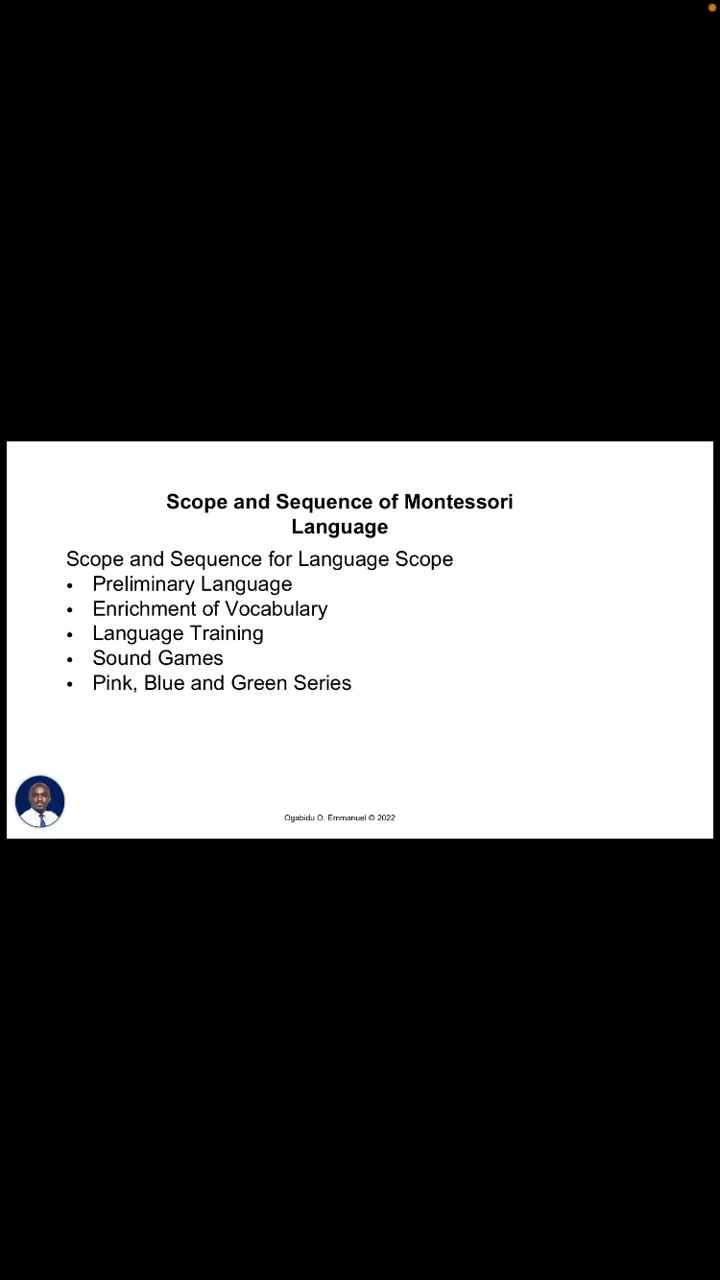 Scope and Sequence of Montessori
Language
Scope and Sequence for Language Scope
• Preliminary Language
• Enrichment of Vocabulary
• Language Training
• Sound Games
• Pink, Blue and Green Series
Ogabidu O. Emmanuel © 2022